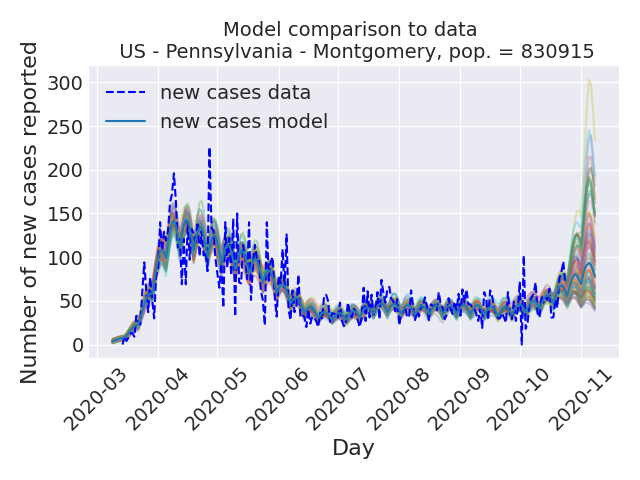 Model comparison to data
US - Pennsylvania - Montgomery, pop. = 830915
Number of new cases reported
300
250
200
150
100
50
0
new cases data
new cases model
2020-03
2020-04
2020-05
2020-06
2020-07
2020-08
2020-09
2020-10
2020-11
Day